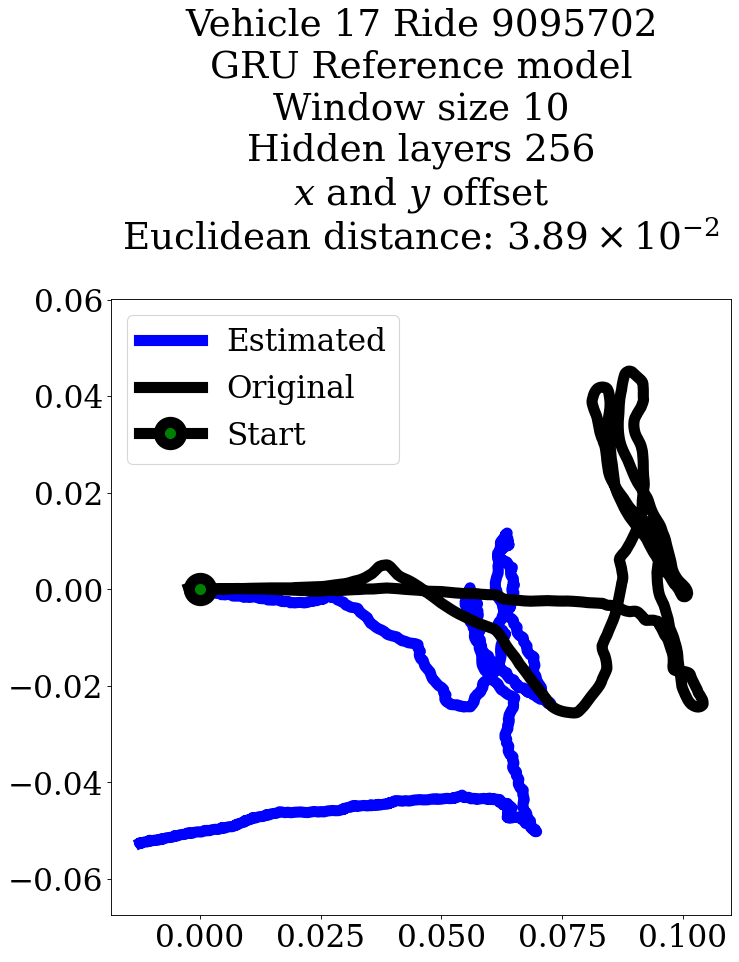 Vehicle 17 Ride 9095702
GRU Reference model
Window size 10
Hidden layers 256
x and y offset
Euclidean distance: 3.89 × 10⁻²
0.06
0.04
0.02
0.00
−0.02
−0.04
−0.06
Estimated
Original
Start
0.000 0.025 0.050 0.075 0.100